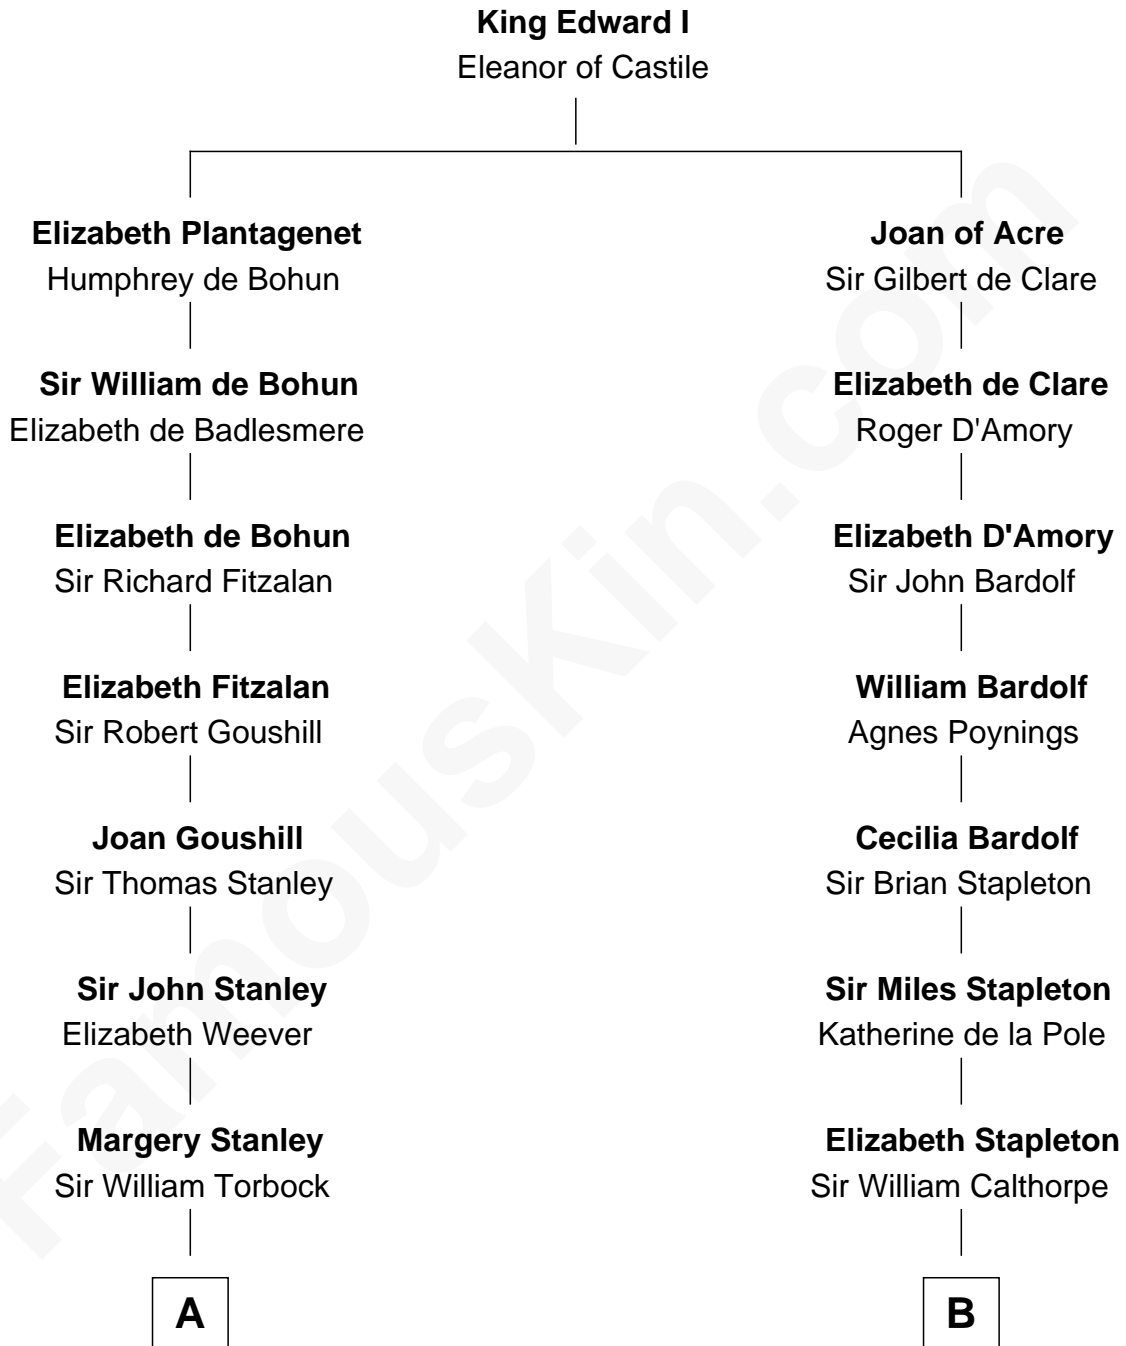 King Edward I
Eleanor of Castile
Elizabeth Plantagenet
Humphrey de Bohun
Sir William de Bohun
Elizabeth de Badlesmere
Elizabeth de Bohun
Sir Richard Fitzalan
Elizabeth Fitzalan
Sir Robert Goushill
Joan Goushill
Sir Thomas Stanley
Sir John Stanley
Elizabeth Weever
Margery Stanley
Sir William Torbock
A
Joan of Acre
Sir Gilbert de Clare
Elizabeth de Clare
Roger D'Amory
Elizabeth D'Amory
Sir John Bardolf
William Bardolf
Agnes Poynings
Cecilia Bardolf
Sir Brian Stapleton
Sir Miles Stapleton
Katherine de la Pole
Elizabeth Stapleton
Sir William Calthorpe
B
FamousKin.com